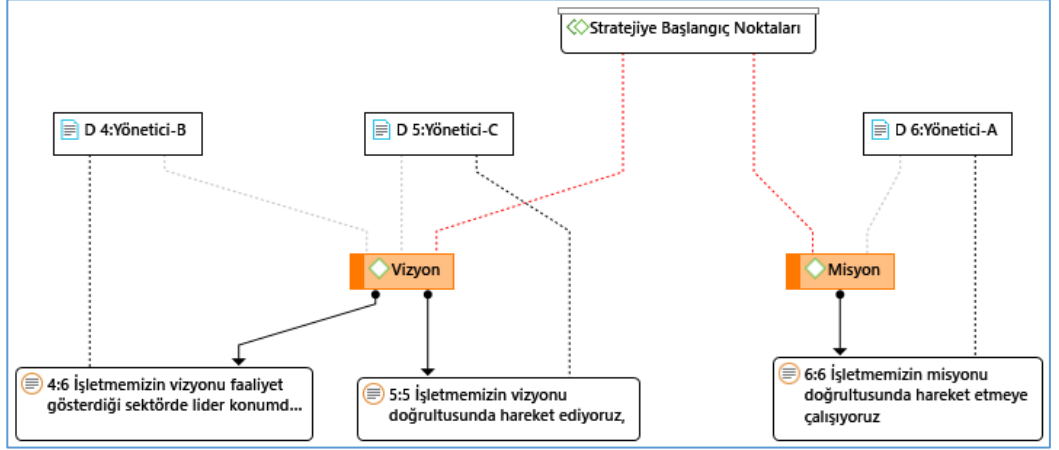 Stratejiye Başlangıç Noktaları
D 4:Yönetici-B
D 5:Yönetici-C
D 6:Yönetici-A
Vizyon
Misyon
4:6 İşletmemizin vizyonu faaliyet
gösterdiği sektörde lider konumd...
5:5 İşletmemizin vizyonu
doğrultusunda hareket ediyoruz,
6:6 İşletmemizin misyonu
doğrultusunda hareket etmeye
çalışıyoruz